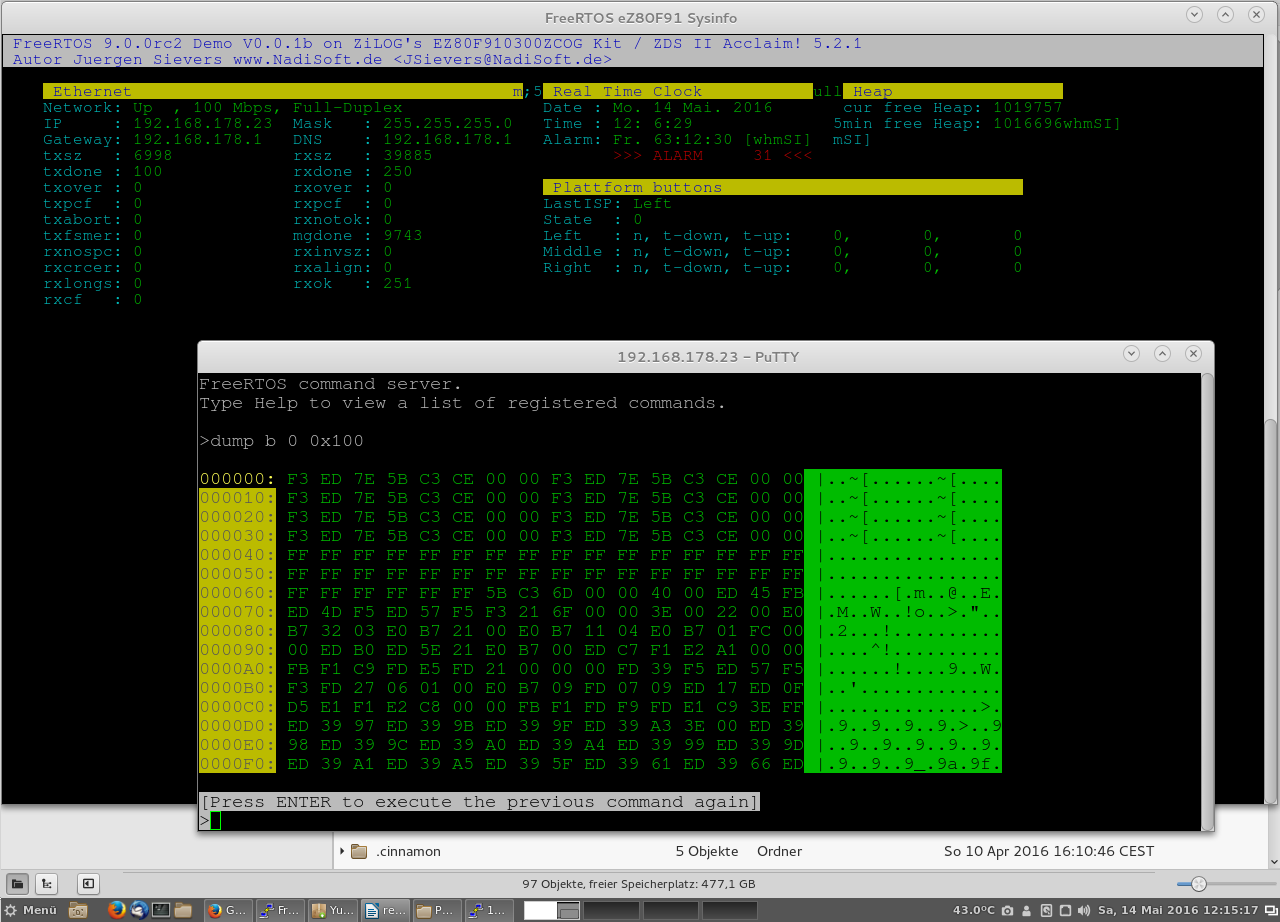 FreeRTOS eZ80F91 Sysinfo
FreeRTOS 9.0.0rc2 Demo V0.0.1b on ZiLOG's EZ80F910300ZCOG Kit / ZDS II Acclaim! 5.2.1
Autor Juergen Sievers www.NadiSoft.de <JSievers@NadiSoft.de>
Ethernet m;5 Real Time Clock ull Heap
Network: Up , 100 Mbps, Full-Duplex Date : Mo. 14 Mai. 2016 cur free Heap: 1019757
IP : 192.168.178.23 Mask : 255.255.255.0 Time : 12: 6:29 5min free Heap: 1016696whmSI]
Gateway: 192.168.178.1 DNS : 192.168.178.1 Alarm: Fr. 63:12:30 [whmSI] mSI]
txsz : 6998 rxsz : 39885 >>> ALARM 31 <<<
txdone : 100 rxdone : 250
txover : 0 rxover : 0 Plattform buttons
txpcf : 0 rxpcf : 0 LastISP: Left
txabort: 0 rxnotok: 0 State : 0
txfsmer: 0 mgdone : 9743 Left : n, t-down, t-up: 0, 0, 0
rxnospc: 0 rxinvsz: 0 Middle : n, t-down, t-up: 0, 0, 0
rxcrcer: 0 rxalign: 0 Right : n, t-down, t-up: 0, 0, 0
rxlongs: 0 rxok : 251
rxcf : 0
192.168.178.23 - PuTTY
FreeRTOS command server.
Type Help to view a list of registered commands.
>dump b 0 0x100
000000: F3 ED 7E 5B C3 CE 00 00 F3 ED 7E 5B C3 CE 00 00 |..~[......~[....
000010: F3 ED 7E 5B C3 CE 00 00 F3 ED 7E 5B C3 CE 00 00 |..~[......~[....
000020: F3 ED 7E 5B C3 CE 00 00 F3 ED 7E 5B C3 CE 00 00 |..~[......~[....
000030: F3 ED 7E 5B C3 CE 00 00 F3 ED 7E 5B C3 CE 00 00 |..~[......~[....
000040: FF FF FF FF FF FF FF FF FF FF FF FF FF FF FF FF |................
000050: FF FF FF FF FF FF FF FF FF FF FF FF FF FF FF FF |................
000060: FF FF FF FF FF FF 5B C3 6D 00 00 40 00 ED 45 FB |......[.m..@..E.
000070: ED 4D F5 ED 57 F5 F3 21 6F 00 00 3E 00 22 00 E0 |.M..W..!o..>."..
000080: B7 32 03 E0 B7 21 00 E0 B7 11 04 E0 B7 01 FC 00 |.2...!..........
000090: 00 ED B0 ED 5E 21 E0 B7 00 ED C7 F1 E2 A1 00 00 |....^!..........
0000A0: FB F1 C9 FD E5 FD 21 00 00 00 FD 39 F5 ED 57 F5 |......!....9..W.
0000B0: F3 FD 27 06 01 00 E0 B7 09 FD 07 09 ED 17 ED 0F |..'.............
0000C0: D5 E1 F1 E2 C8 00 00 FB F1 FD F9 FD E1 C9 3E FF |..............>.
0000D0: ED 39 97 ED 39 9B ED 39 9F ED 39 A3 3E 00 ED 39 |.9..9..9..9.>..9
0000E0: 98 ED 39 9C ED 39 A0 ED 39 A4 ED 39 99 ED 39 9D |..9..9..9..9..9.
0000F0: ED 39 A1 ED 39 A5 ED 39 5F ED 39 61 ED 39 66 ED |.9..9..9_.9a.9f.
[Press ENTER to execute the previous command again]
>
.cinnamon 5 Objekte Ordner So 10 Apr 2016 16:10:46 CEST
97 Objekte, freier Speicherplatz: 477,1 GB
Menü G... Fr... Yu... re... P... 1... 43.0°C Sa, 14 Mai 2016 12:15:17